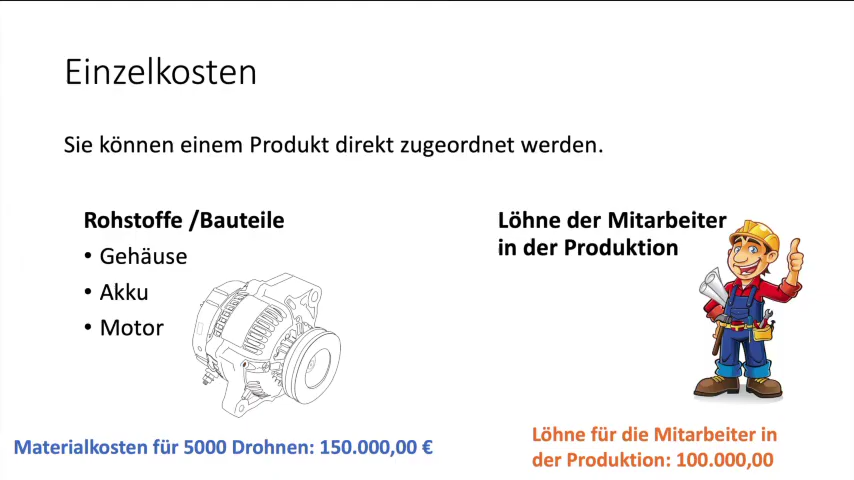 Einzelkosten
Sie können einem Produkt direkt zugeordnet werden.
Rohstoffe /Bauteile
• Gehäuse
• Akku
• Motor
Materialkosten für 5000 Drohnen: 150.000,00 €
Löhne der Mitarbeiter
in der Produktion
Löhne für die Mitarbeiter in
der Produktion: 100.000,00